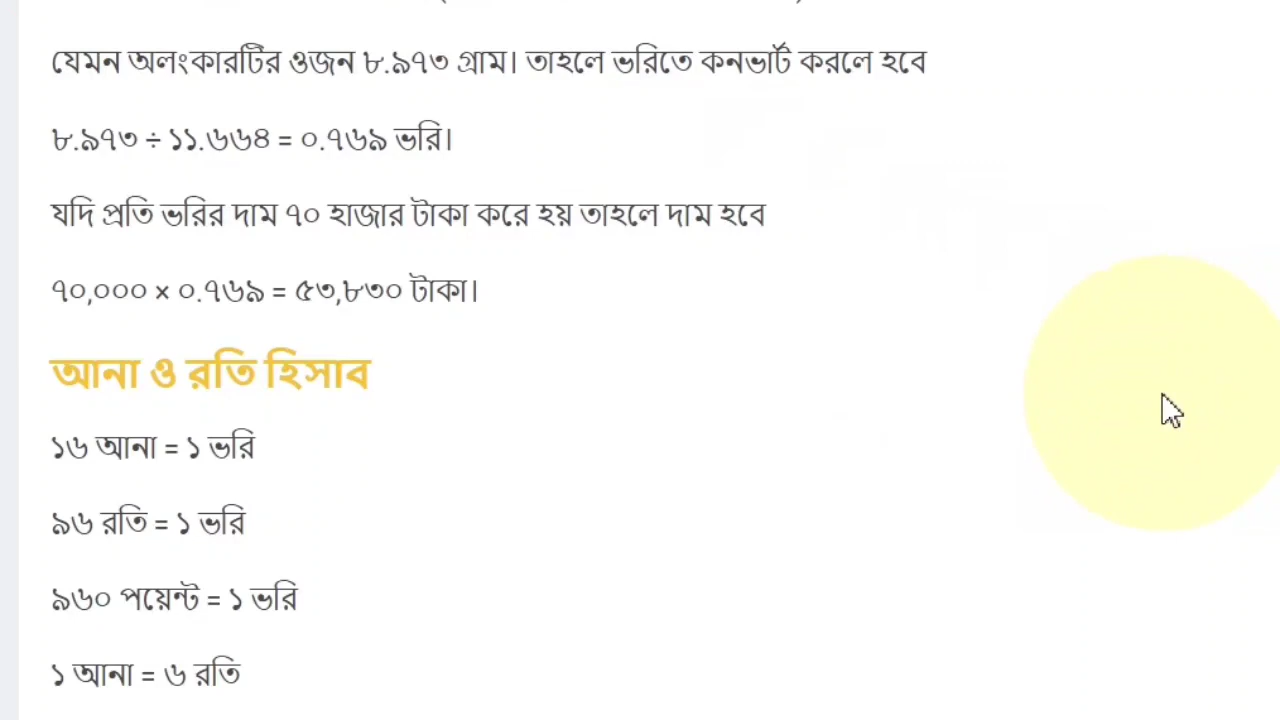 যেমন অলংকারটির ওজন ৮.৯৭৩ গ্রাম। তাহলে ভরিতে কনভার্ট করলে হবে
৮.৯৭৩ ÷ ১১.৬৬৪ = ০.৭৬৯ ভরি।
যদি প্রতি ভরির দাম ৭০ হাজার টাকা করে হয় তাহলে দাম হবে
৭০,০০০ × ০.৭৬৯ = ৫৩,৮৩০ টাকা।
আনা ও রতি হিসাব
১৬ আনা = ১ ভরি
৯৬ রতি = ১ ভরি
৯৬০ পয়েন্ট = ১ ভরি
১ আনা = ৬ রতি